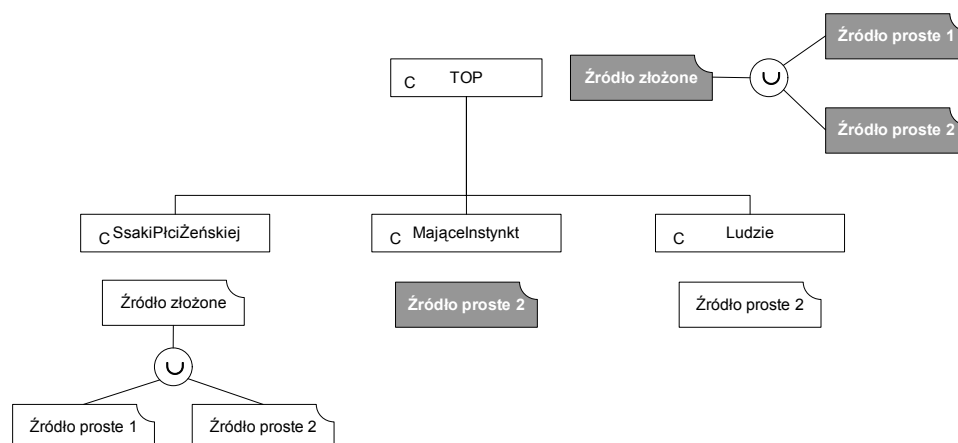 Źródło proste 1
C TOP
Źródło złożone
∪
Źródło proste 2
C SsakiPłciŻeńskiej
C MająceInstynkt
C Ludzie
Źródło złożone
Źródło proste 2
Źródło proste 2
∪
Źródło proste 1
Źródło proste 2